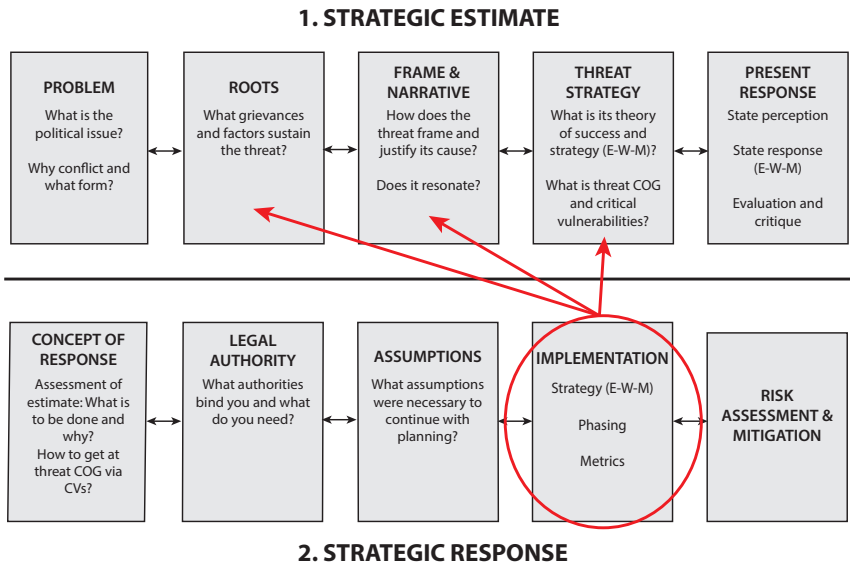 1. STRATEGIC ESTIMATE
PROBLEM
What is the
political issue?
Why conflict and
what form?
ROOTS
What grievances
and factors sustain
the threat?
FRAME &
NARRATIVE
How does the
threat frame and
justify its cause?
Does it resonate?
THREAT
STRATEGY
What is its theory
of success and
strategy (E-W-M)?
What is threat COG
and critical
vulnerabilities?
PRESENT
RESPONSE
State perception
State response
(E-W-M)
Evaluation and
critique
CONCEPT OF
RESPONSE
Assessment of
estimate: What is
to be done and
why?
How to get at
threat COG via
CVs?
LEGAL
AUTHORITY
What authorities
bind you and what
do you need?
ASSUMPTIONS
What assumptions
were necessary to
continue with
planning?
IMPLEMENTATION
Strategy (E-W-M)
Phasing
Metrics
RISK
ASSESSMENT &
MITIGATION
2. STRATEGIC RESPONSE